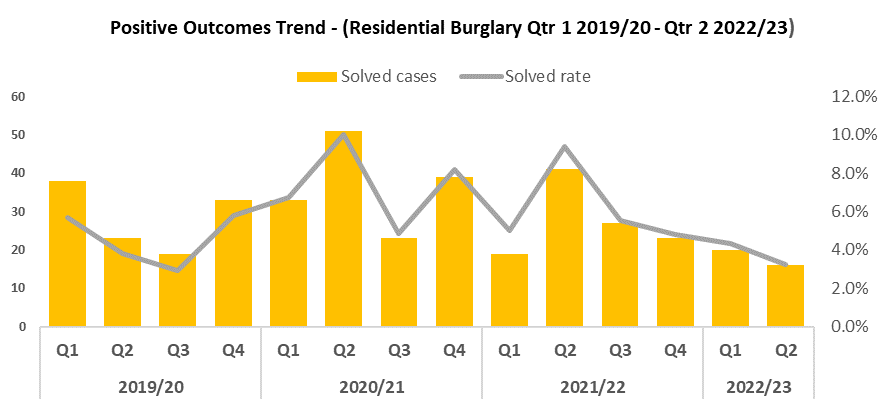 Positive Outcomes Trend - (Residential Burglary Qtr 1 2019/20 - Qtr 2 2022/23)
Solved cases Solved rate
60 12.0%
50 10.0%
40 8.0%
30 6.0%
20 4.0%
10 2.0%
0 0.0%
Q1 Q2 Q3 Q4 Q1 Q2 Q3 Q4 Q1 Q2 Q3 Q4 Q1 Q2
2019/20 2020/21 2021/22 2022/23